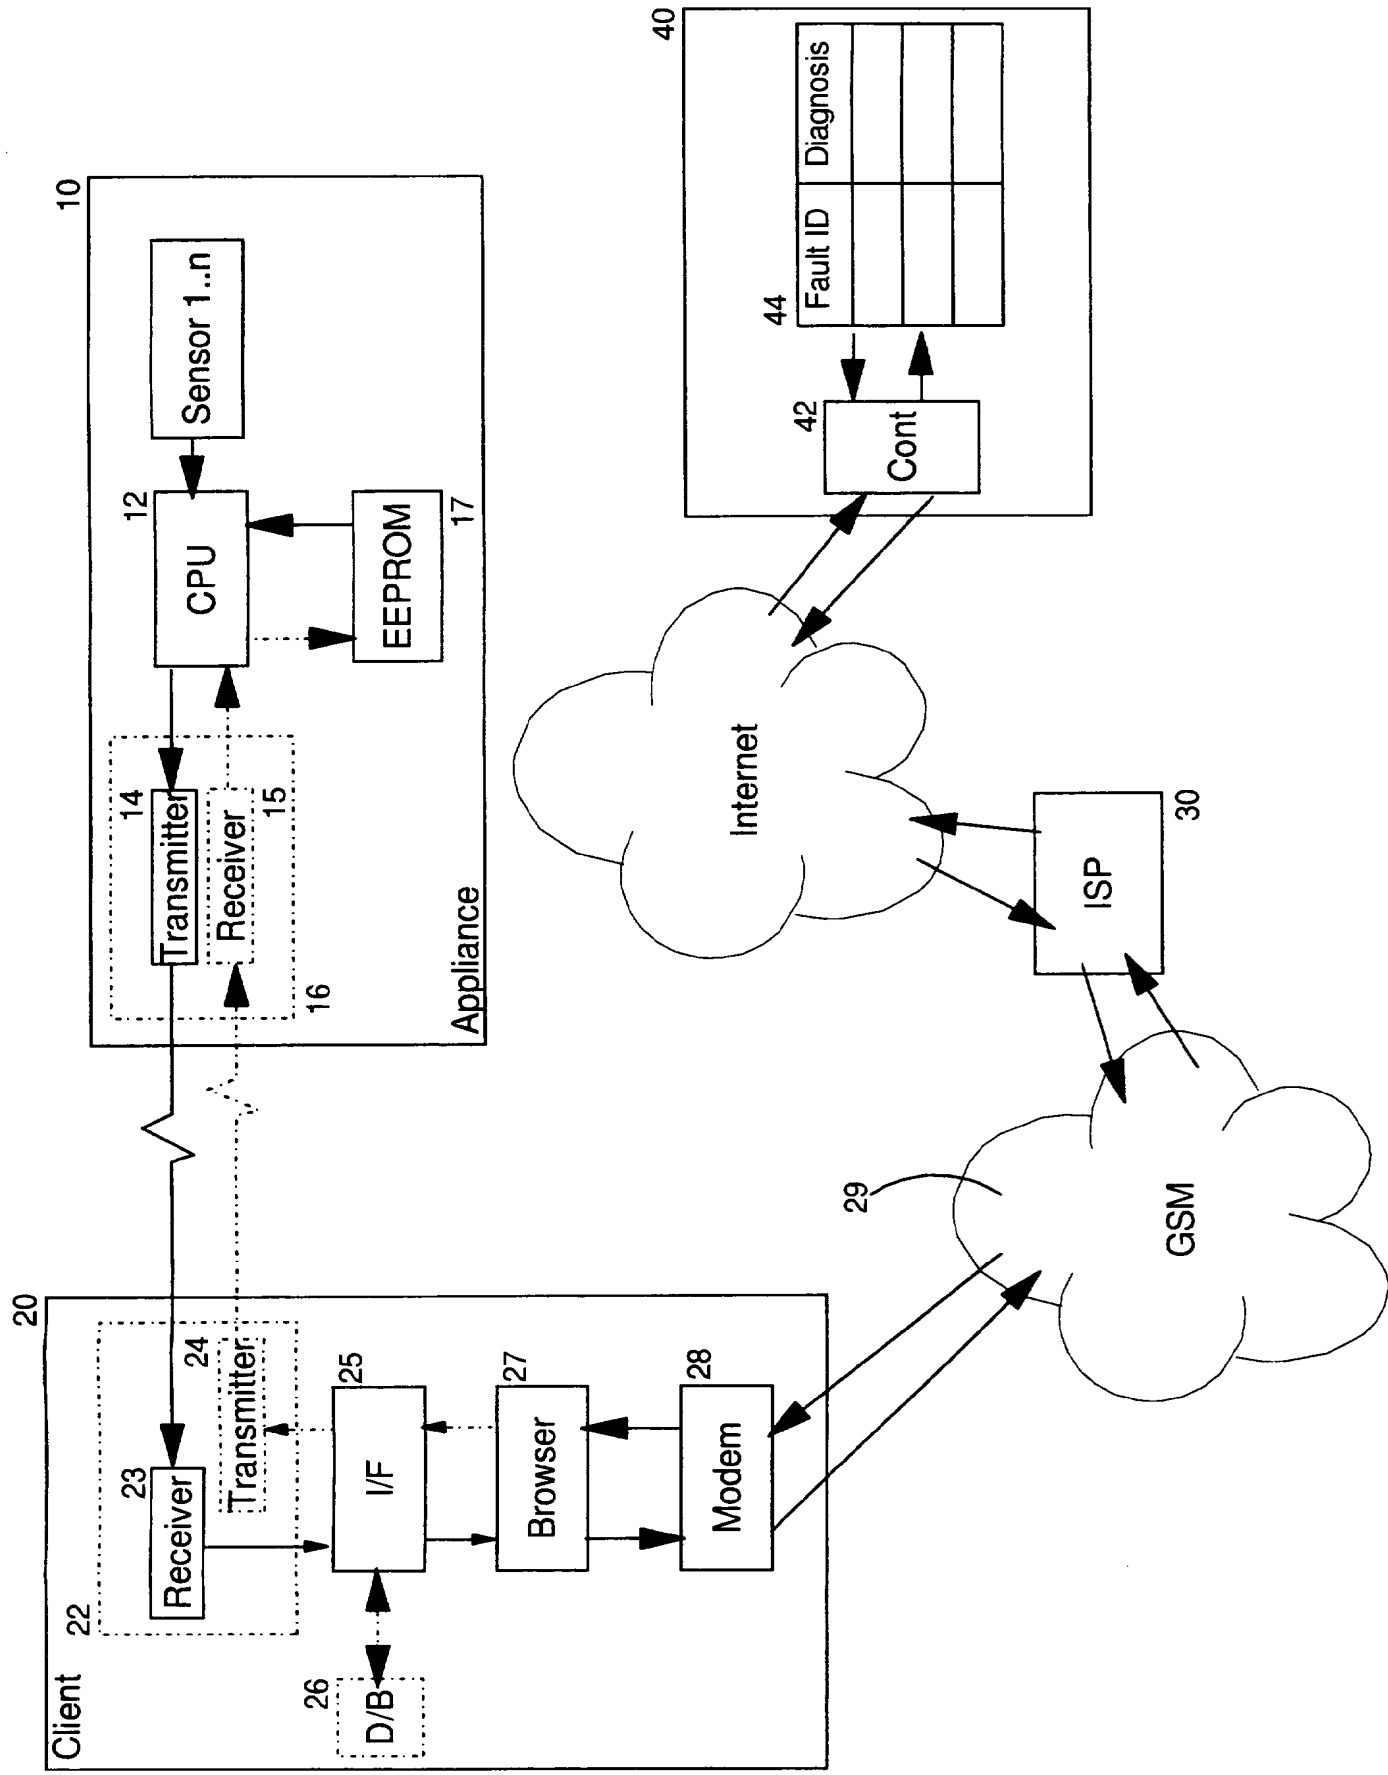 Client
20
22
23
Receiver
24
Transmitter
25
I/F
26
D/B
27
Browser
28
Modem
10
Appliance
16
14
Transmitter
15
Receiver
12
CPU
17
EEPROM
Sensor 1..n
29
GSM
30
ISP
Internet
40
42
Cont
44
Fault ID
Diagnosis